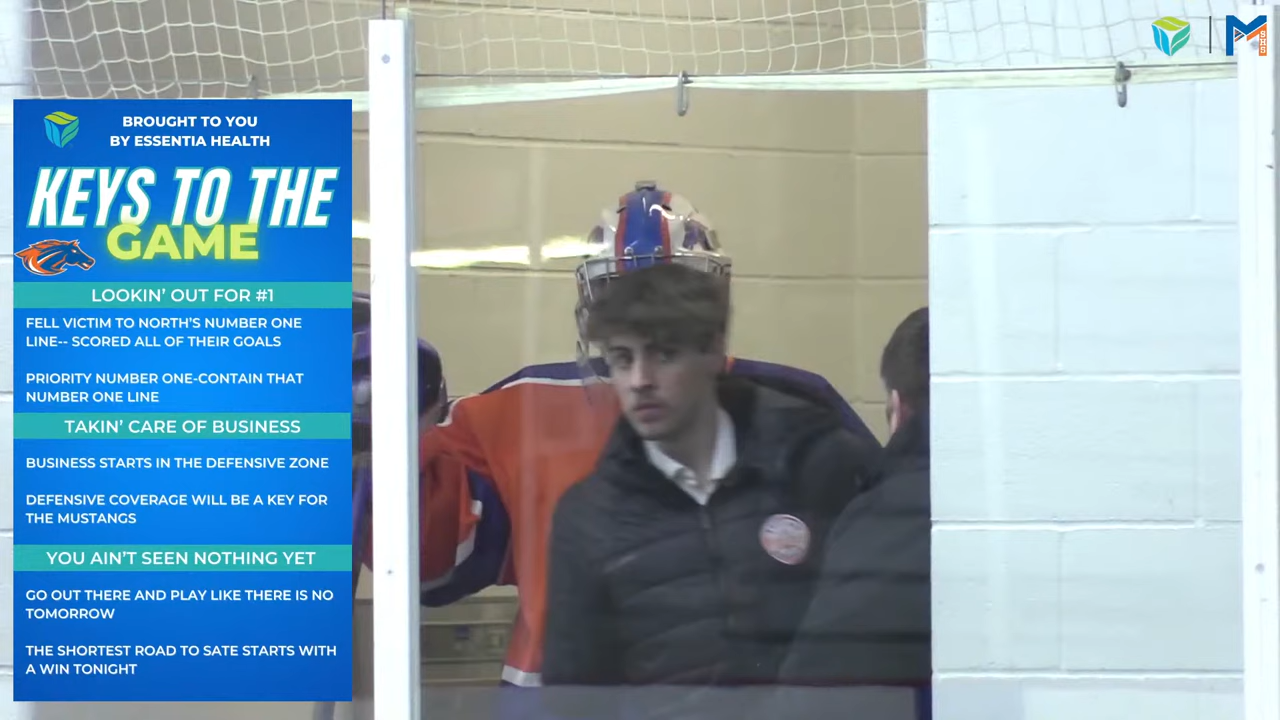 BROUGHT TO YOU
BY ESSENTIA HEALTH
KEYS TO THE
GAME
LOOKIN' OUT FOR #1
FELL VICTIM TO NORTH'S NUMBER ONE
LINE-- SCORED ALL OF THEIR GOALS
PRIORITY NUMBER ONE-CONTAIN THAT
NUMBER ONE LINE
TAKIN' CARE OF BUSINESS
BUSINESS STARTS IN THE DEFENSIVE ZONE
DEFENSIVE COVERAGE WILL BE A KEY FOR
THE MUSTANGS
YOU AIN'T SEEN NOTHING YET
GO OUT THERE AND PLAY LIKE THERE IS NO
TOMORROW
THE SHORTEST ROAD TO SATE STARTS WITH
A WIN TONIGHT
M
SHS